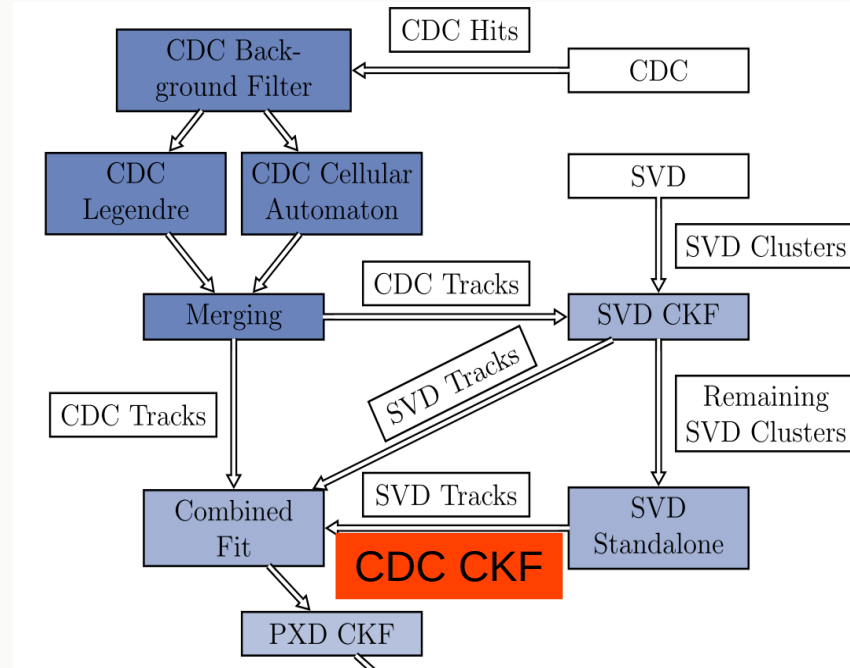 CDC Hits
CDC Back-
ground Filter
CDC
CDC
Legendre
CDC Cellular
Automaton
SVD
SVD Clusters
CDC Tracks
Merging
SVD CKF
SVD Tracks
CDC Tracks
Remaining
SVD Clusters
SVD Tracks
Combined
Fit
SVD
Standalone
CDC CKF
PXD CKF